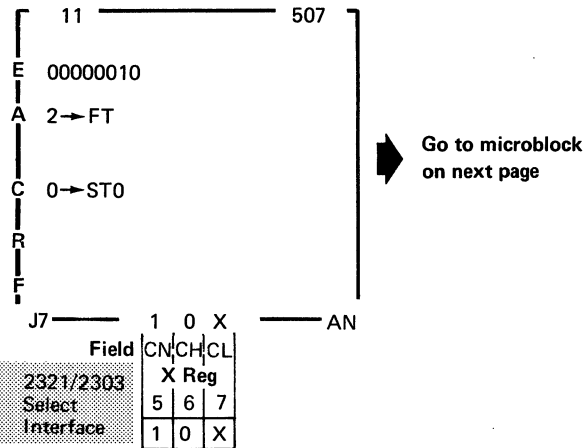 11 507
E 00000010
A 2→FT
Go to microblock
on next page
C 0→ST0
R
F
J7 1 0 X AN
Field CN CH CL
X Reg
2321/2303
Select
Interface
5 6 7
1 0 X